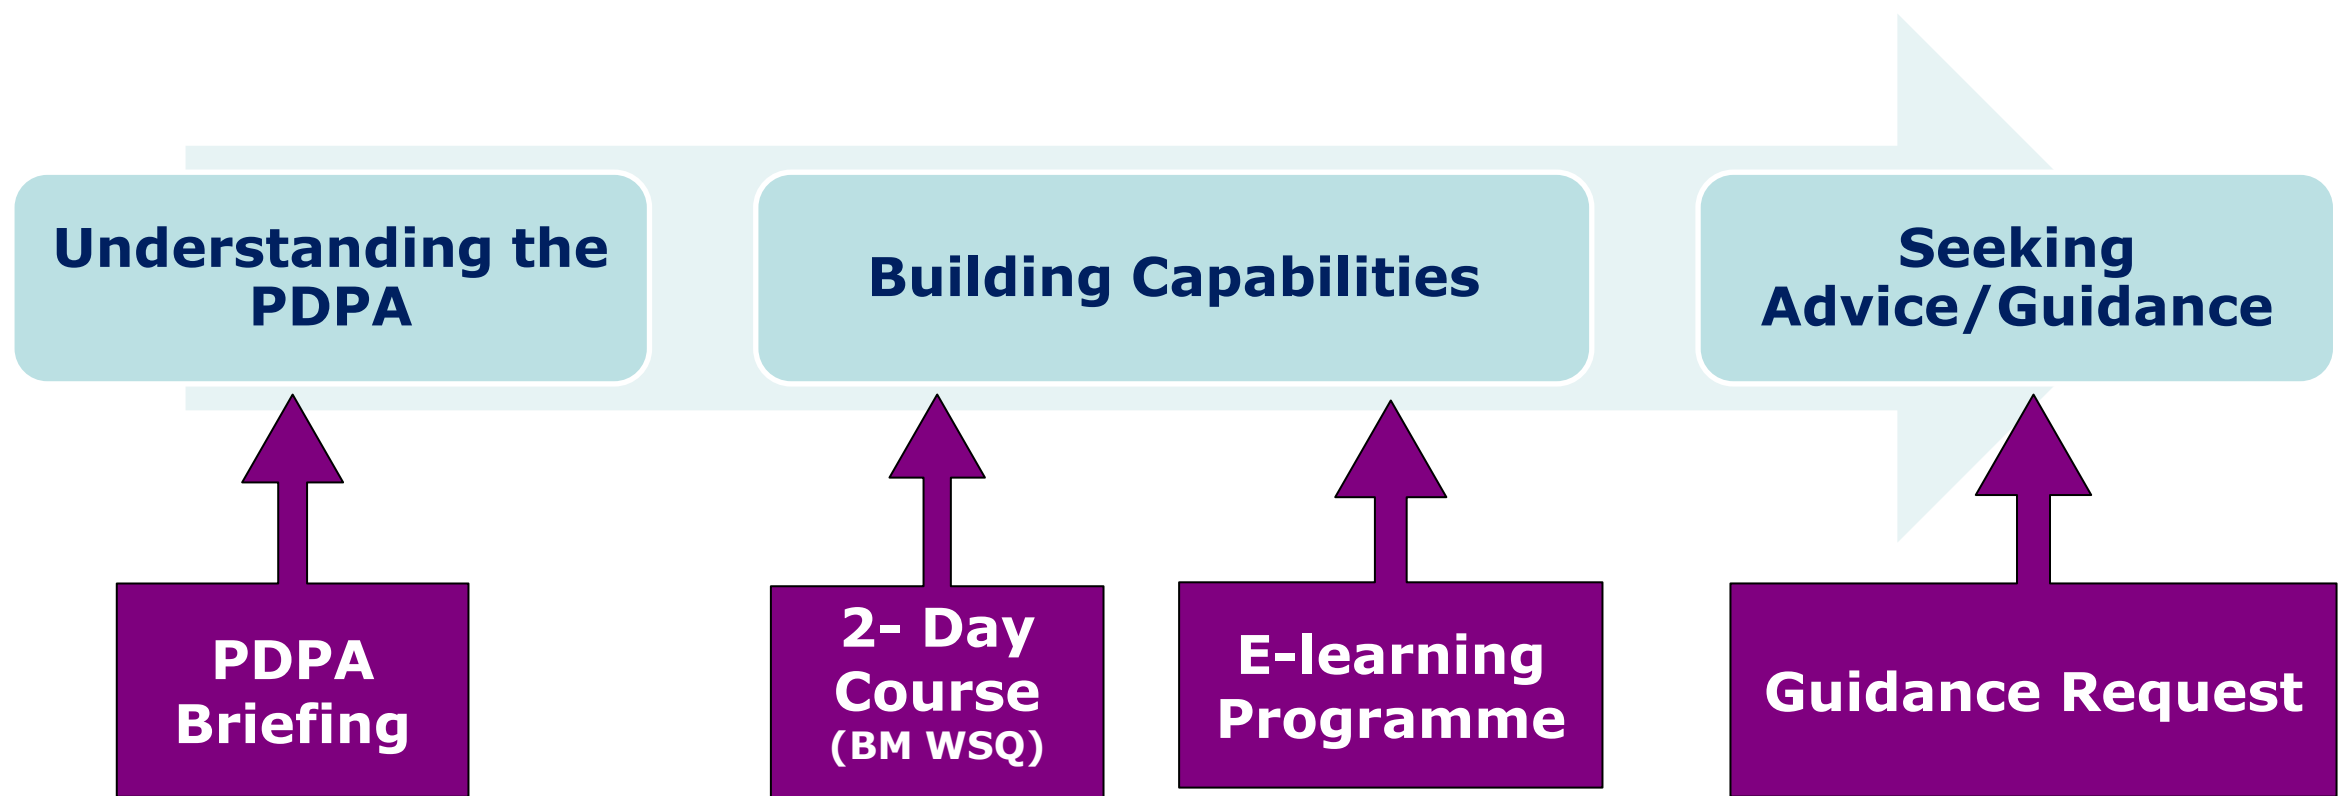 Understanding the
PDPA
Building Capabilities
Seeking
Advice/Guidance
PDPA
Briefing
2- Day
Course
(BM WSQ)
E-learning
Programme
Guidance Request